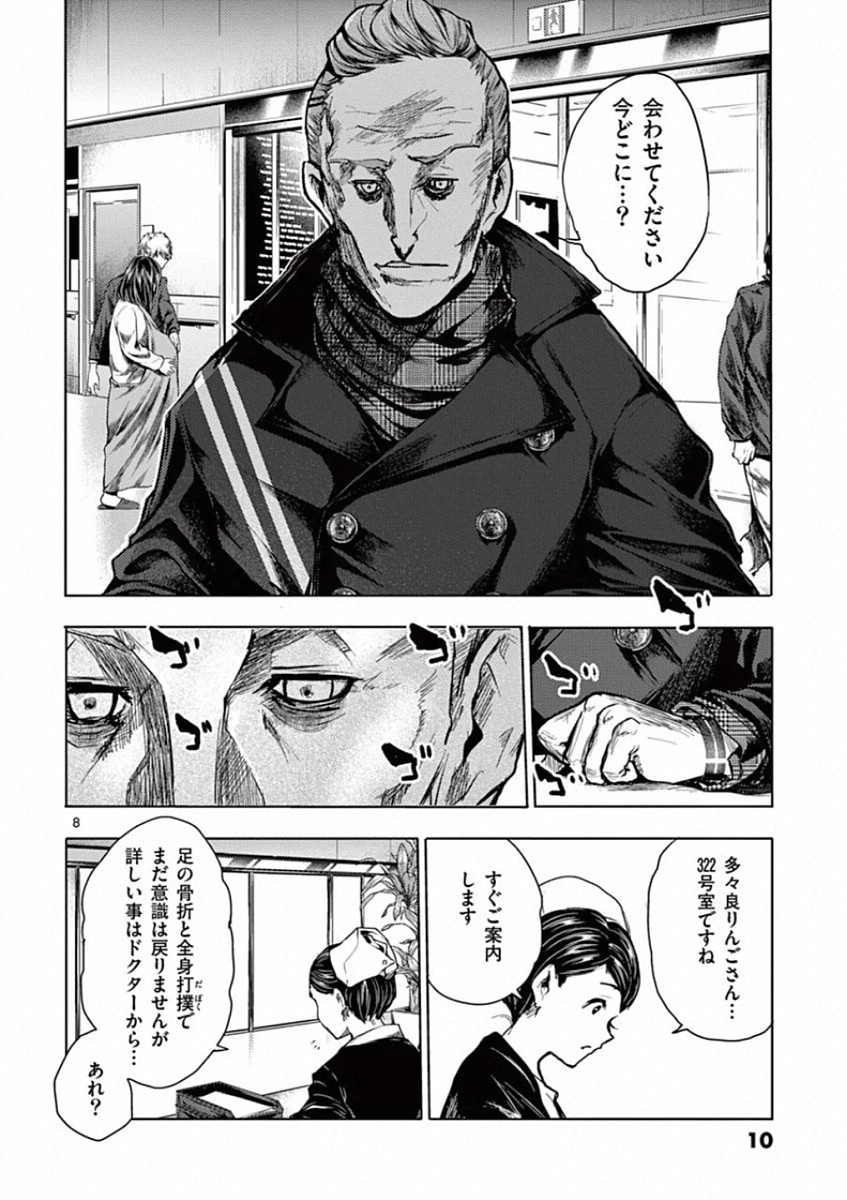 会わせてください
今どこに…？
ゴ
ゴ
ゴ
ゴ
ゴ
ゴ
ゴ
8
多々良りんごさん…
322号室ですね
すぐご案内
します
足の骨折と全身打撲で
だぼく
まだ意識は戻りませんが
詳しい事はドクターから…
あれ？
10